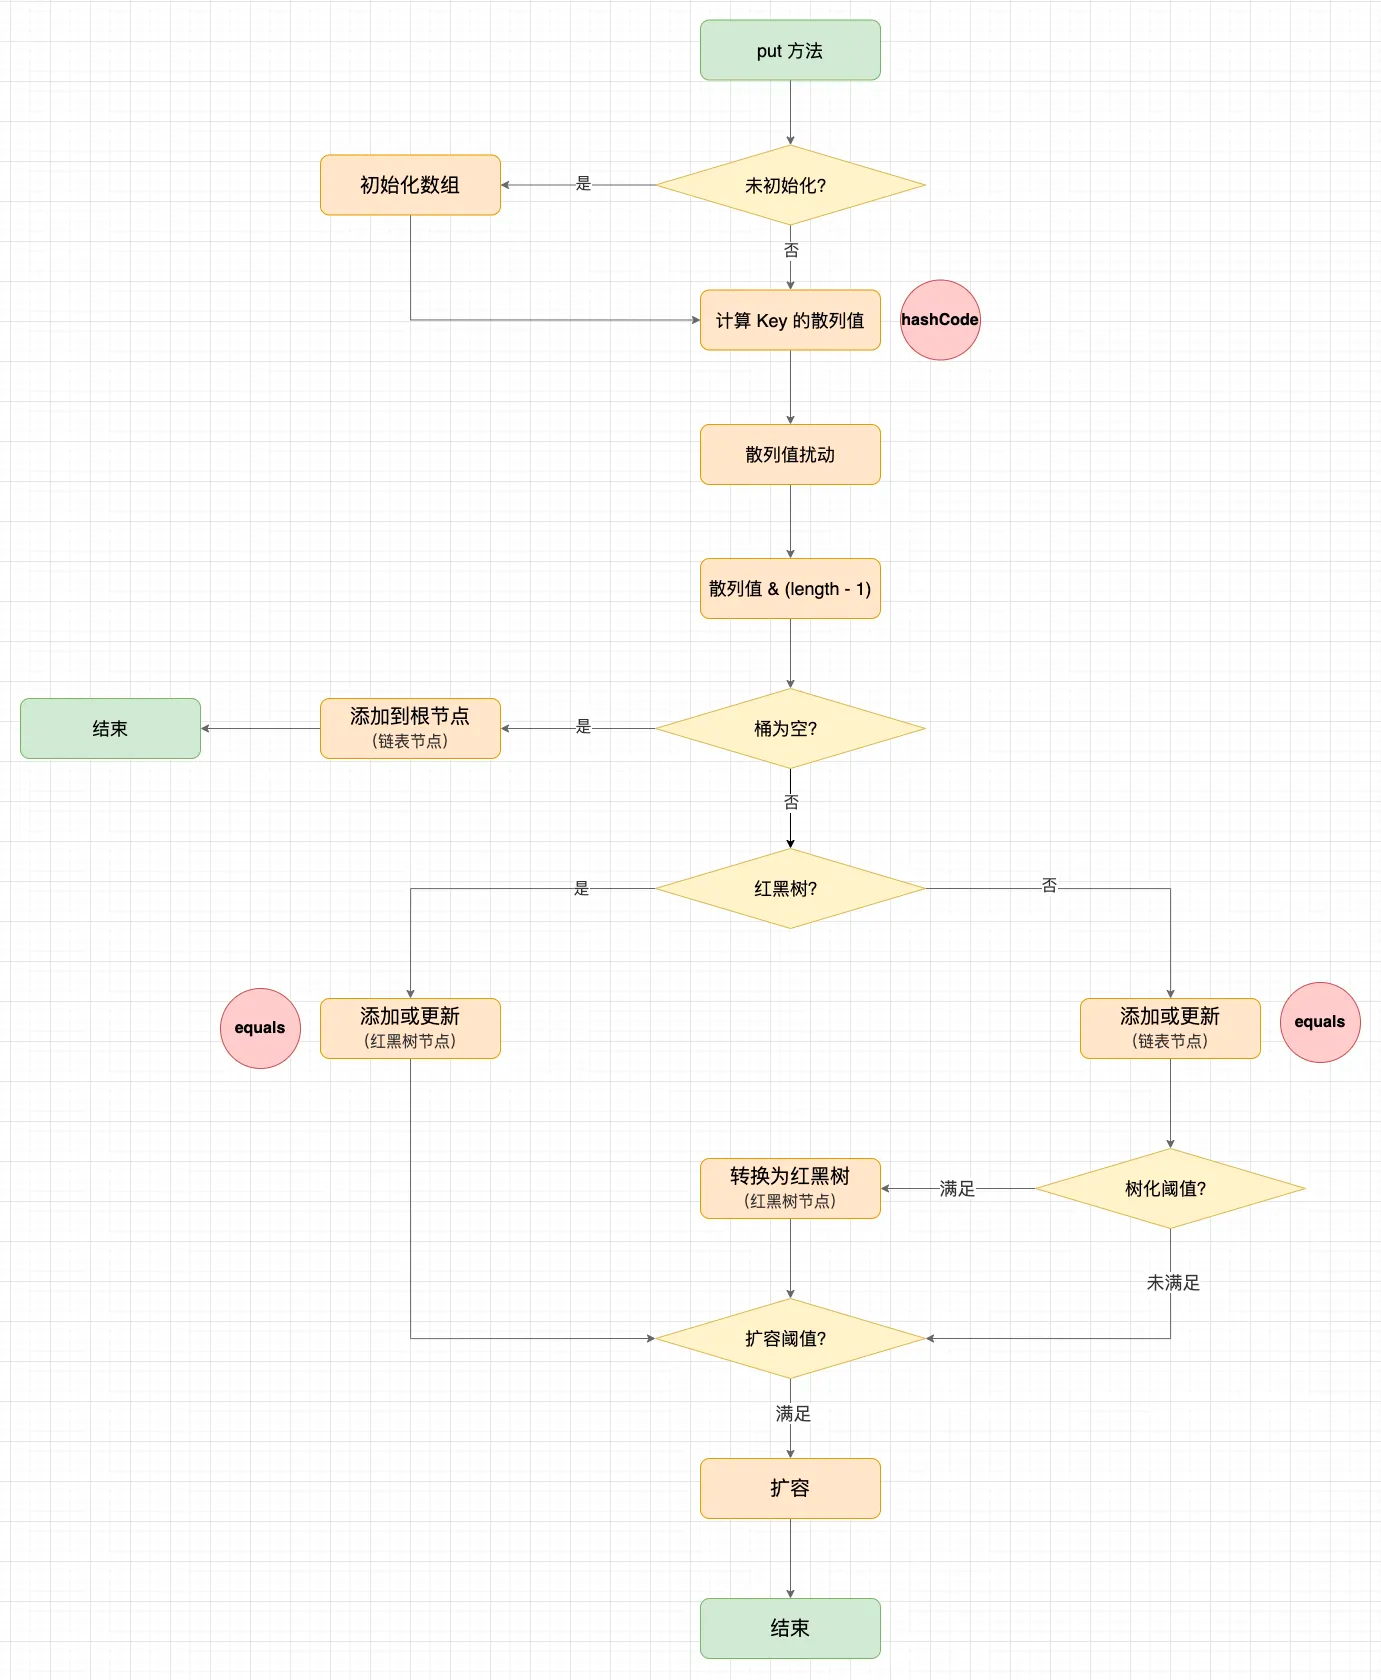 put 方法
未初始化?
是
初始化数组
否
计算 Key 的散列值
hashCode
散列值扰动
散列值 & (length - 1)
桶为空?
是
添加到根节点
(链表节点)
结束
否
红黑树?
是
否
equals
添加或更新
(红黑树节点)
添加或更新
(链表节点)
equals
树化阈值?
满足
转换为红黑树
(红黑树节点)
未满足
扩容阈值?
满足
扩容
结束